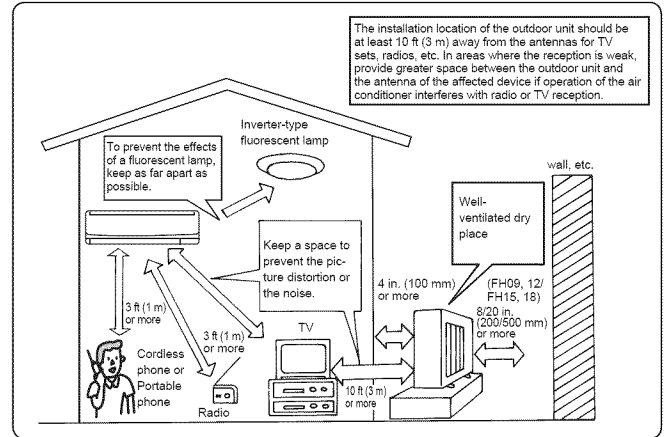 The installation location of the outdoor unit should be
at least 10 ft (3 m) away from the antennas for TV
sets, radios, etc. In areas where the reception is weak,
provide greater space between the outdoor unit and
the antenna of the affected device if operation of the air
conditioner interferes with radio or TV reception.
Inverter-type
fluorescent lamp
To prevent the effects
of a fluorescent lamp,
keep as far apart as
possible.
wall, etc.
Well-
ventilated dry
place
Keep a space to
prevent the pic-
ture distortion or
the noise.
4 in. (100 mm)
or more
(FH09, 12/
FH15, 18)
8/20 in.
(200/500 mm)
or more
3 ft (1 m)
or more
3 ft (1 m)
or more
TV
Cordless
phone or
Portable
phone
Radio
10 ft (3 m)
or more